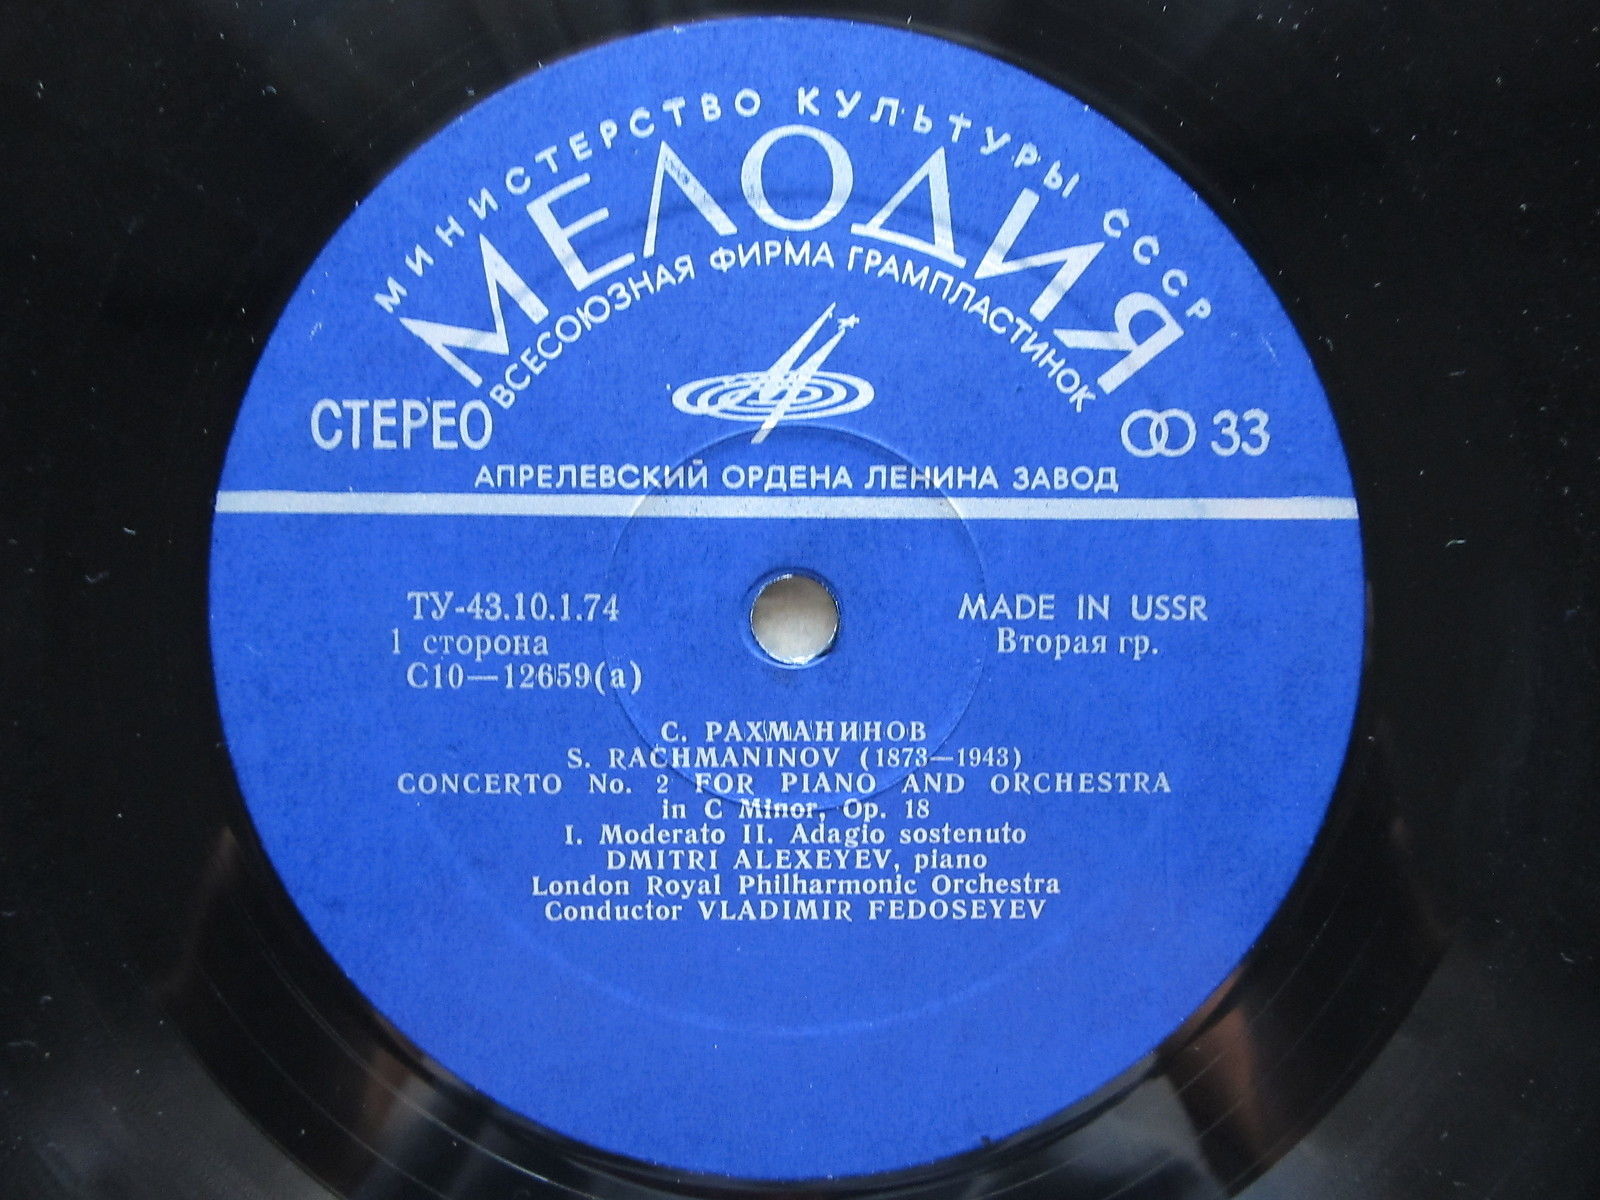 МИНИСТЕРСТВО КУЛЬТУРЫ СССР
МЕЛОДИЯ
ВСЕСОЮЗНАЯ ФИРМА ГРАМПЛАСТИНОК
СТЕРЕО
33
АПРЕЛЕВСКИЙ ОРДЕНА ЛЕНИНА ЗАВОД
ТУ-43.10.1.74
1 сторона
С10—12659(а)
MADE IN USSR
Вторая гр.
С. РАХМАНИНОВ
S. RACHMANINOV (1873—1943)
CONCERTO No. 2 FOR PIANO AND ORCHESTRA
in C Minor, Op. 18
I. Moderato II. Adagio sostenuto
DMITRI ALEXEYEV, piano
London Royal Philharmonic Orchestra
Conductor VLADIMIR FEDOSEYEV